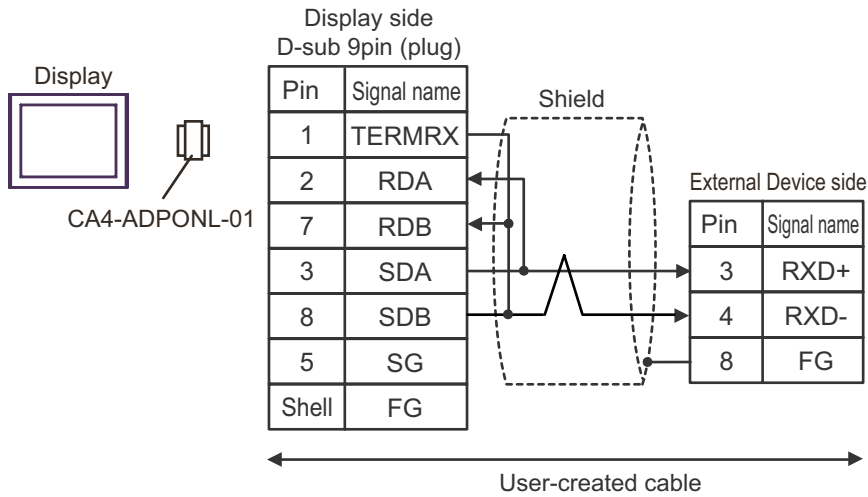 Display side
D-sub 9pin (plug)
Display
CA4-ADPONL-01
Pin Signal name
1 TERMRX
2 RDA
7 RDB
3 SDA
8 SDB
5 SG
Shell FG
Shield
External Device side
Pin Signal name
3 RXD+
4 RXD-
8 FG
User-created cable